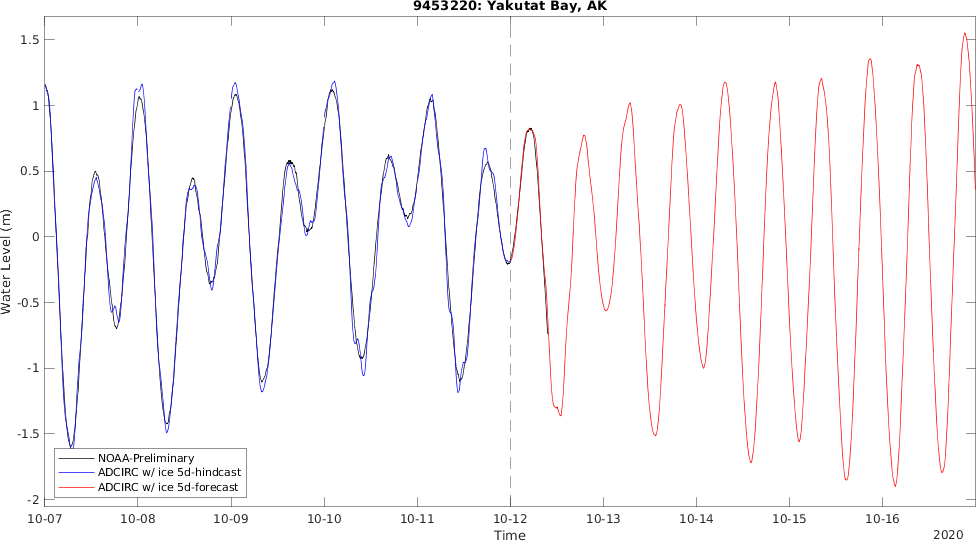 9453220: Yakutat Bay, AK
1.5
1
0.5
0
-0.5
-1
-1.5
-2
Water Level (m)
NOAA-Preliminary
ADCIRC w/ ice 5d-hindcast
ADCIRC w/ ice 5d-forecast
10-07 10-08 10-09 10-10 10-11 10-12 10-13 10-14 10-15 10-16
Time
2020